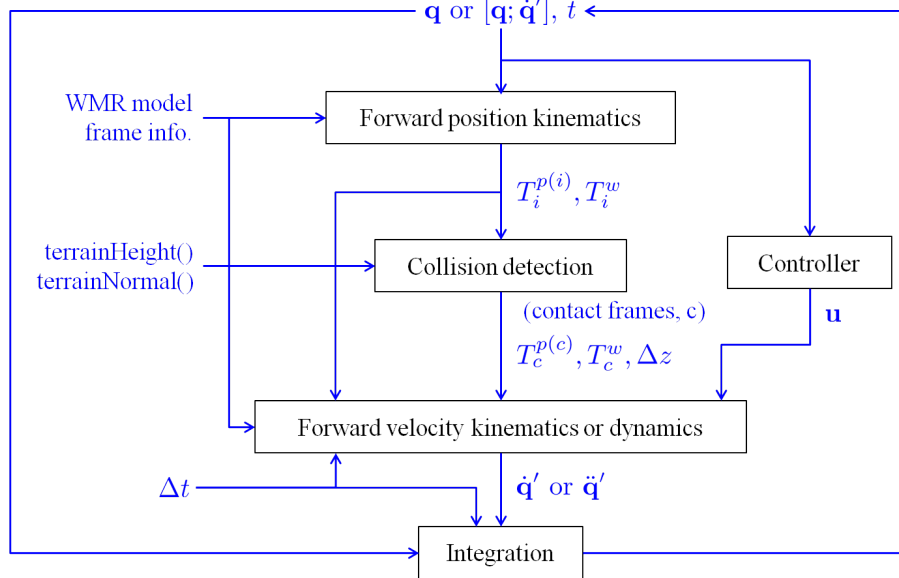 q or [q; q̇′], t
WMR model
frame info.
Forward position kinematics
T_i^{p(i)}, T_i^w
terrainHeight()
terrainNormal()
Collision detection
Controller
(contact frames, c)
u
T_c^{p(c)}, T_c^w, Δz
Forward velocity kinematics or dynamics
Δt
q̇′ or q̈′
Integration